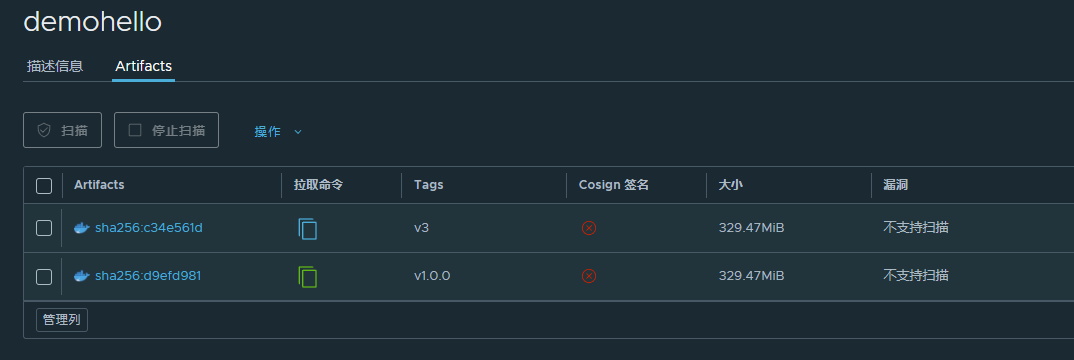 demohello
描述信息 Artifacts
扫描 停止扫描 操作
Artifacts 拉取命令 Tags Cosign 签名 大小 漏洞
sha256:c34e561d v3 329.47MiB 不支持扫描
sha256:d9efd981 v1.0.0 329.47MiB 不支持扫描
管理列